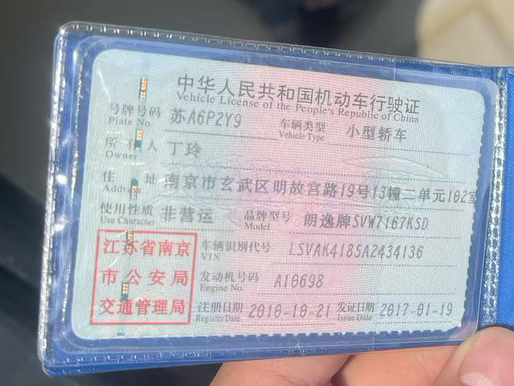 中华人民共和国机动车行驶证
Vehicle License of the People's Republic of China
号牌号码 苏A6P2Y9 车辆类型 小型轿车
Plate No. Vehicle Type
所有人 丁玲
Owner
住址 南京市玄武区明故宫路19号13幢二单元102室
Address
使用性质 非营运 品牌型号 朗逸牌SVW7167KSD
Use Character Model
江苏省南京
市公安局
交通管理局
车辆识别代号 LSVAK4185A2434136
VIN
发动机号码 A10698
Engine No.
注册日期 2010-10-21 发证日期 2017-01-19
Register Date Issue Date